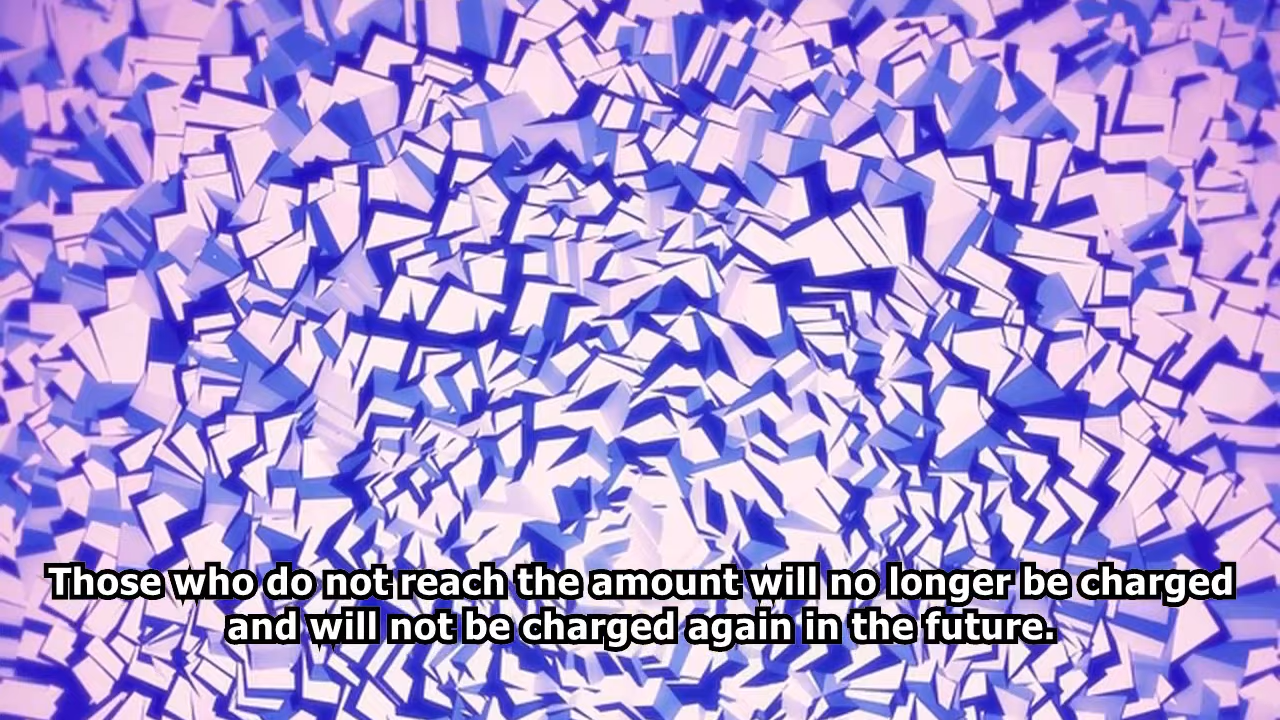 Those who do not reach the amount will no longer be charged
and will not be charged again in the future.